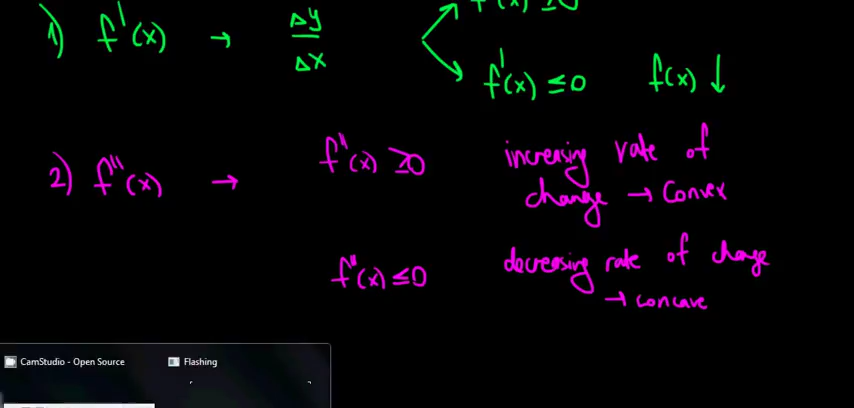 f'(x) ≥0
1) f'(x) → Δy/Δx
f'(x) ≤0 f(x) ↓
2) f''(x) → f''(x) ≥0 increasing rate of
change → Convex
f''(x) ≤0 decreasing rate of change
→ concave
CamStudio - Open Source Flashing